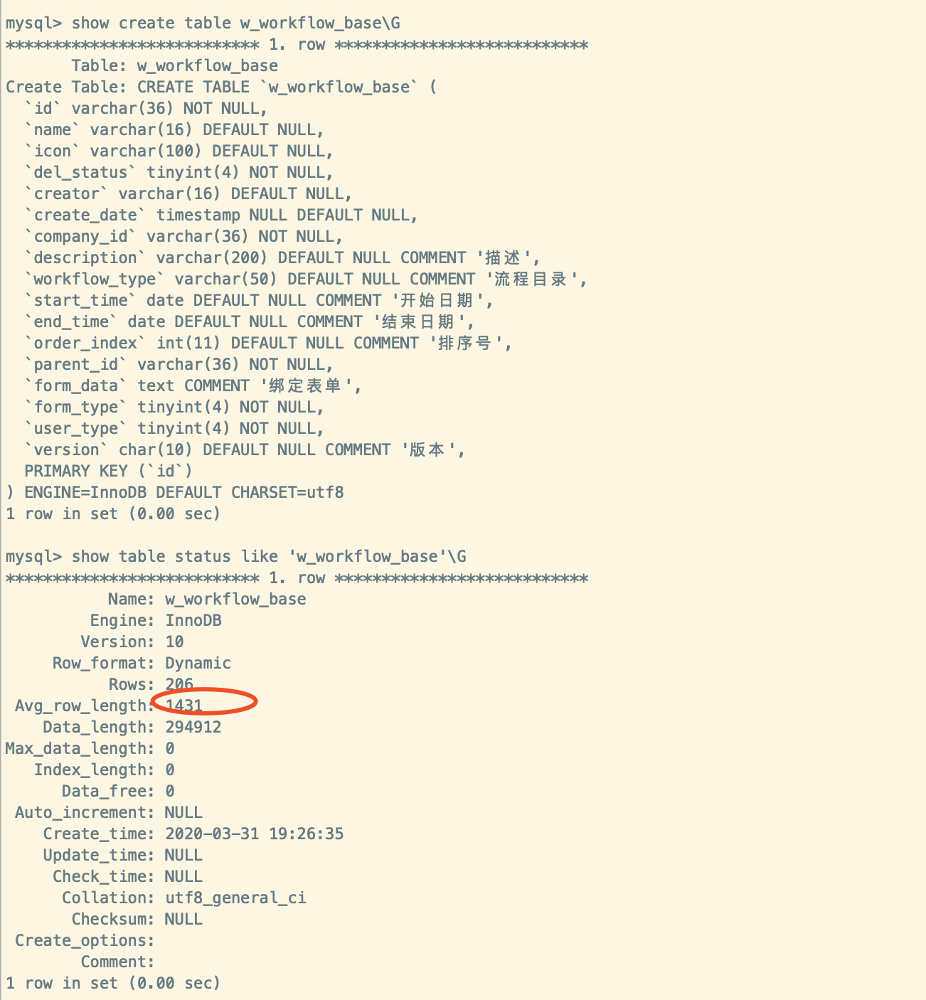 mysql> show create table w_workflow_base\G
*************************** 1. row ***************************
       Table: w_workflow_base
Create Table: CREATE TABLE `w_workflow_base` (
  `id` varchar(36) NOT NULL,
  `name` varchar(16) DEFAULT NULL,
  `icon` varchar(100) DEFAULT NULL,
  `del_status` tinyint(4) NOT NULL,
  `creator` varchar(16) DEFAULT NULL,
  `create_date` timestamp NULL DEFAULT NULL,
  `company_id` varchar(36) NOT NULL,
  `description` varchar(200) DEFAULT NULL COMMENT '描述',
  `workflow_type` varchar(50) DEFAULT NULL COMMENT '流程目录',
  `start_time` date DEFAULT NULL COMMENT '开始日期',
  `end_time` date DEFAULT NULL COMMENT '结束日期',
  `order_index` int(11) DEFAULT NULL COMMENT '排序号',
  `parent_id` varchar(36) NOT NULL,
  `form_data` text COMMENT '绑定表单',
  `form_type` tinyint(4) NOT NULL,
  `user_type` tinyint(4) NOT NULL,
  `version` char(10) DEFAULT NULL COMMENT '版本',
  PRIMARY KEY (`id`)
) ENGINE=InnoDB DEFAULT CHARSET=utf8
1 row in set (0.00 sec)

mysql> show table status like 'w_workflow_base'\G
*************************** 1. row ***************************
           Name: w_workflow_base
         Engine: InnoDB
        Version: 10
     Row_format: Dynamic
           Rows: 206
 Avg_row_length: 1431
    Data_length: 294912
Max_data_length: 0
   Index_length: 0
      Data_free: 0
 Auto_increment: NULL
    Create_time: 2020-03-31 19:26:35
    Update_time: NULL
     Check_time: NULL
      Collation: utf8_general_ci
       Checksum: NULL
 Create_options:
        Comment:
1 row in set (0.00 sec)